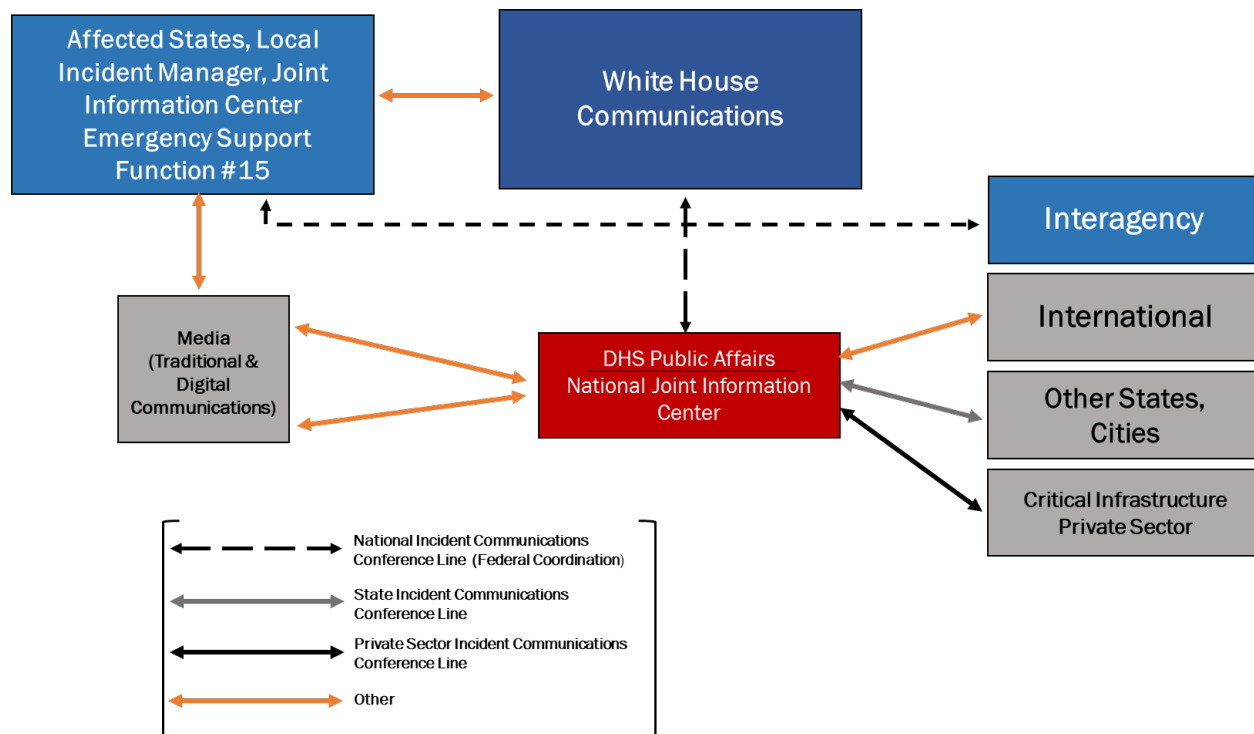 Affected States, Local
Incident Manager, Joint
Information Center
Emergency Support
Function #15
White House
Communications
Interagency
International
Other States,
Cities
Critical Infrastructure
Private Sector
Media
(Traditional &
Digital
Communications)
DHS Public Affairs
National Joint Information
Center
National Incident Communications
Conference Line (Federal Coordination)
State Incident Communications
Conference Line
Private Sector Incident Communications
Conference Line
Other